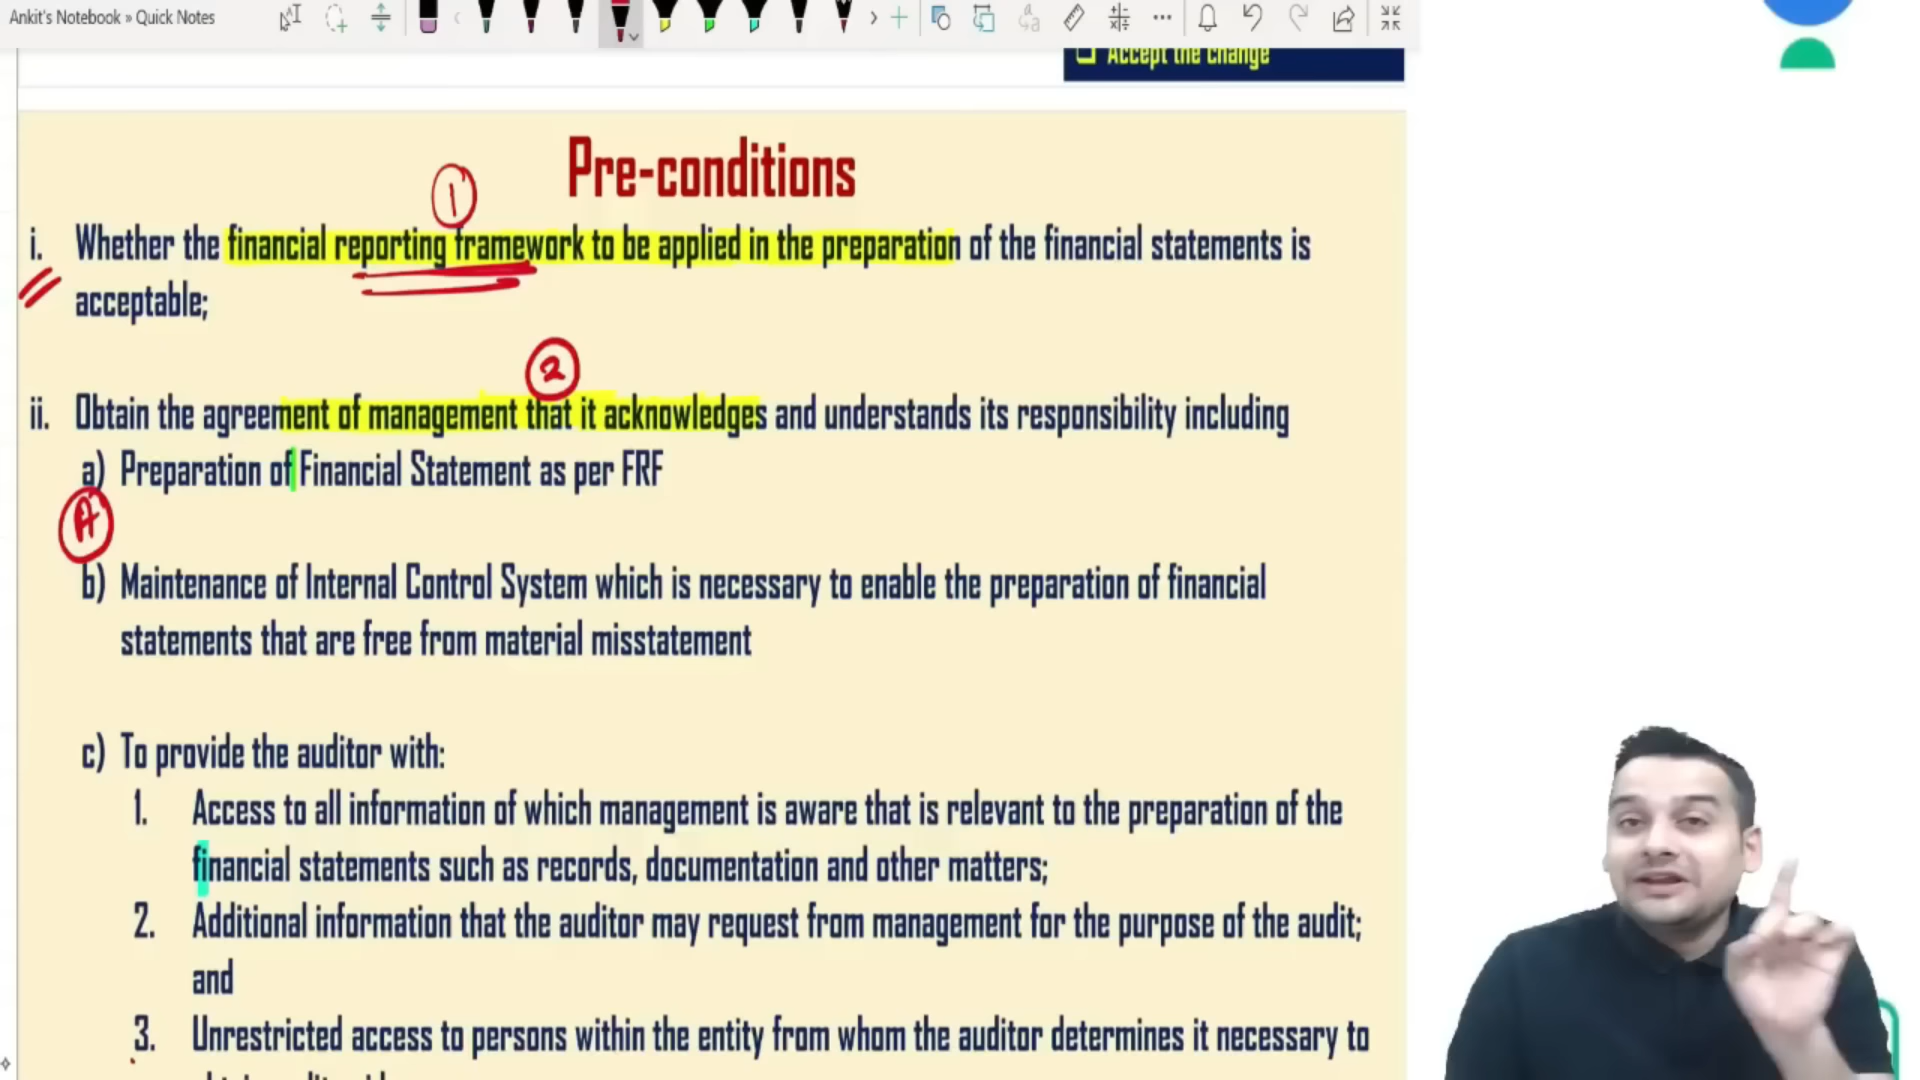 Ankit's Notebook » Quick Notes
Accept the change
Pre-conditions
1
i. Whether the financial reporting framework to be applied in the preparation of the financial statements is
acceptable;
2
ii. Obtain the agreement of management that it acknowledges and understands its responsibility including
a) Preparation of Financial Statement as per FRF
A
b) Maintenance of Internal Control System which is necessary to enable the preparation of financial
statements that are free from material misstatement
c) To provide the auditor with:
1. Access to all information of which management is aware that is relevant to the preparation of the
financial statements such as records, documentation and other matters;
2. Additional information that the auditor may request from management for the purpose of the audit;
and
3. Unrestricted access to persons within the entity from whom the auditor determines it necessary to